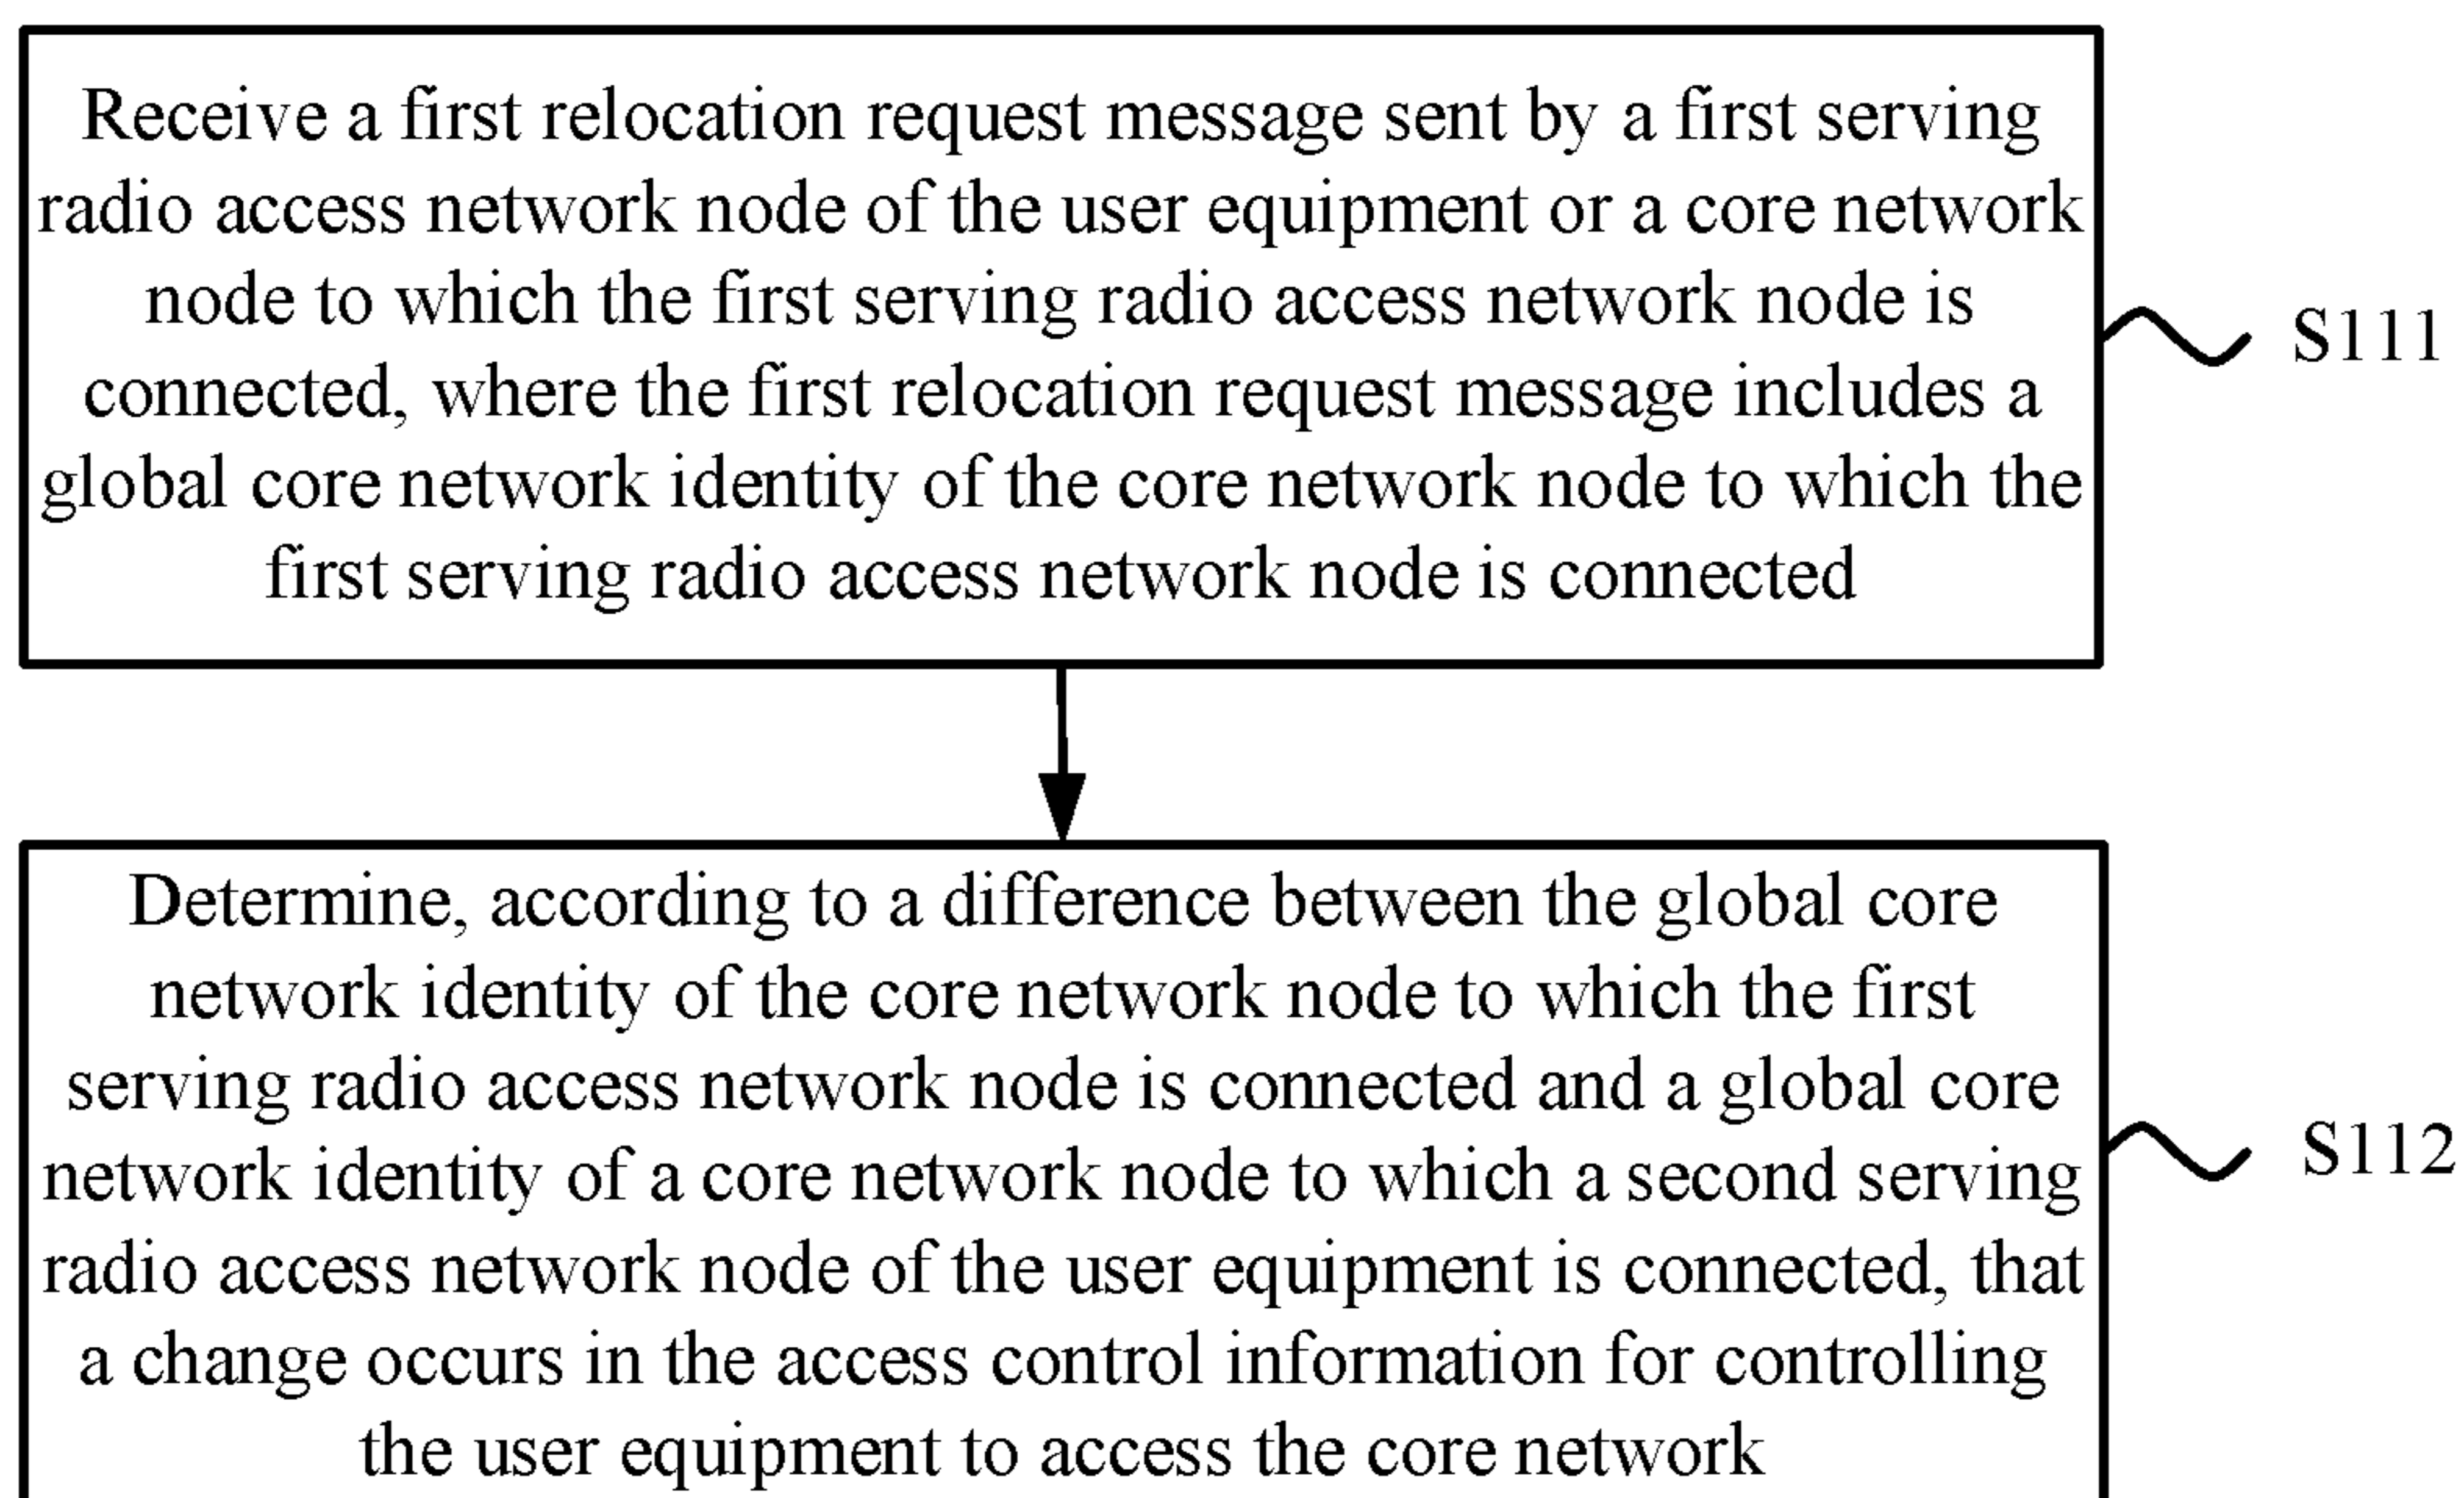 Receive a first relocation request message sent by a first serving
radio access network node of the user equipment or a core network
node to which the first serving radio access network node is
connected, where the first relocation request message includes a
global core network identity of the core network node to which the
first serving radio access network node is connected
S111
Determine, according to a difference between the global core
network identity of the core network node to which the first
serving radio access network node is connected and a global core
network identity of a core network node to which a second serving
radio access network node of the user equipment is connected, that
a change occurs in the access control information for controlling
the user equipment to access the core network
S112